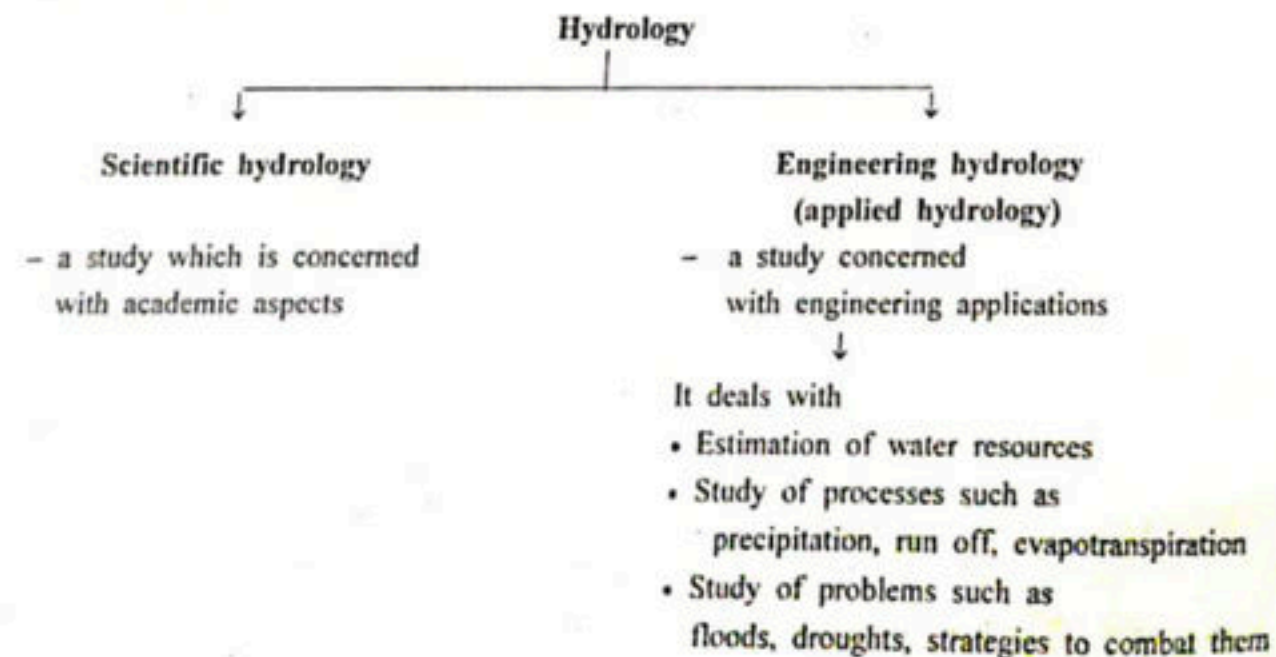 Hydrology
Scientific hydrology
– a study which is concerned
with academic aspects
Engineering hydrology
(applied hydrology)
– a study concerned
with engineering applications
It deals with
• Estimation of water resources
• Study of processes such as
precipitation, run off, evapotranspiration
• Study of problems such as
floods, droughts, strategies to combat them